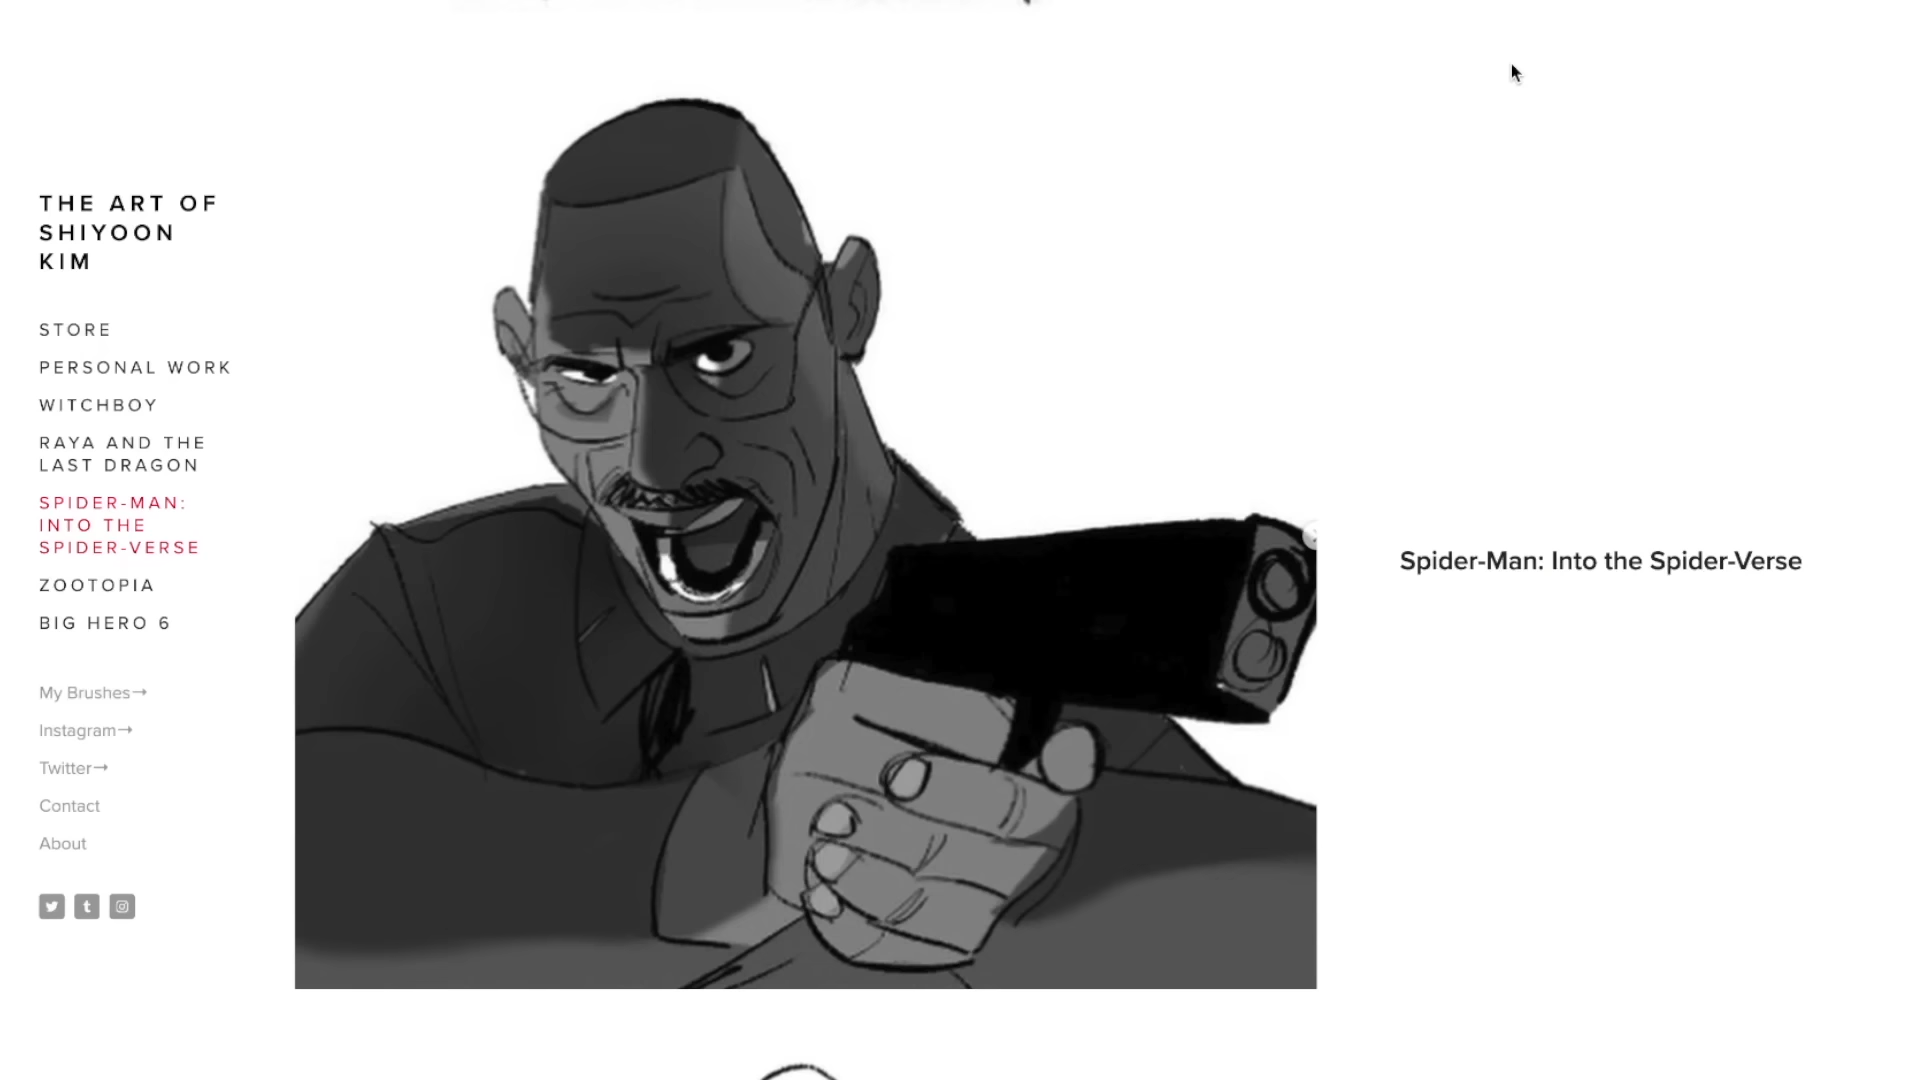 THE ART OF
SHIYOON
KIM
STORE
PERSONAL WORK
WITCHBOY
RAYA AND THE
LAST DRAGON
SPIDER-MAN:
INTO THE
SPIDER-VERSE
ZOOTOPIA
BIG HERO 6
My Brushes→
Instagram→
Twitter→
Contact
About
Spider-Man: Into the Spider-Verse